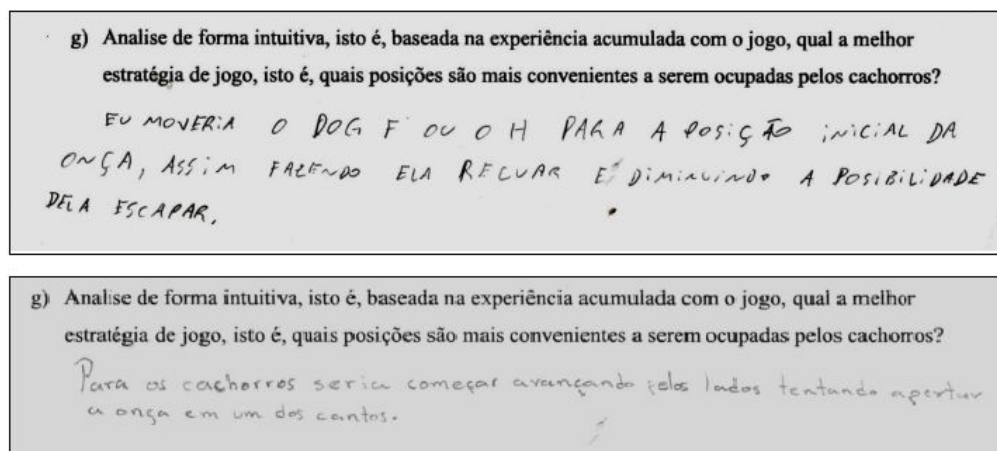 g) Analise de forma intuitiva, isto é, baseada na experiência acumulada com o jogo, qual a melhor
estratégia de jogo, isto é, quais posições são mais convenientes a serem ocupadas pelos cachorros?
EU MOVERIA O DOG F OU O H PARA A POSIÇÃO INICIAL DA
ONÇA, ASSIM FAZENDO ELA RECUAR E DIMINUINDO A POSIBILIDADE
DELA ESCAPAR.
g) Analise de forma intuitiva, isto é, baseada na experiência acumulada com o jogo, qual a melhor
estratégia de jogo, isto é, quais posições são mais convenientes a serem ocupadas pelos cachorros?
Para os cachorros seria começar avançando pelos lados tentando apertar
a onça em um dos cantos.